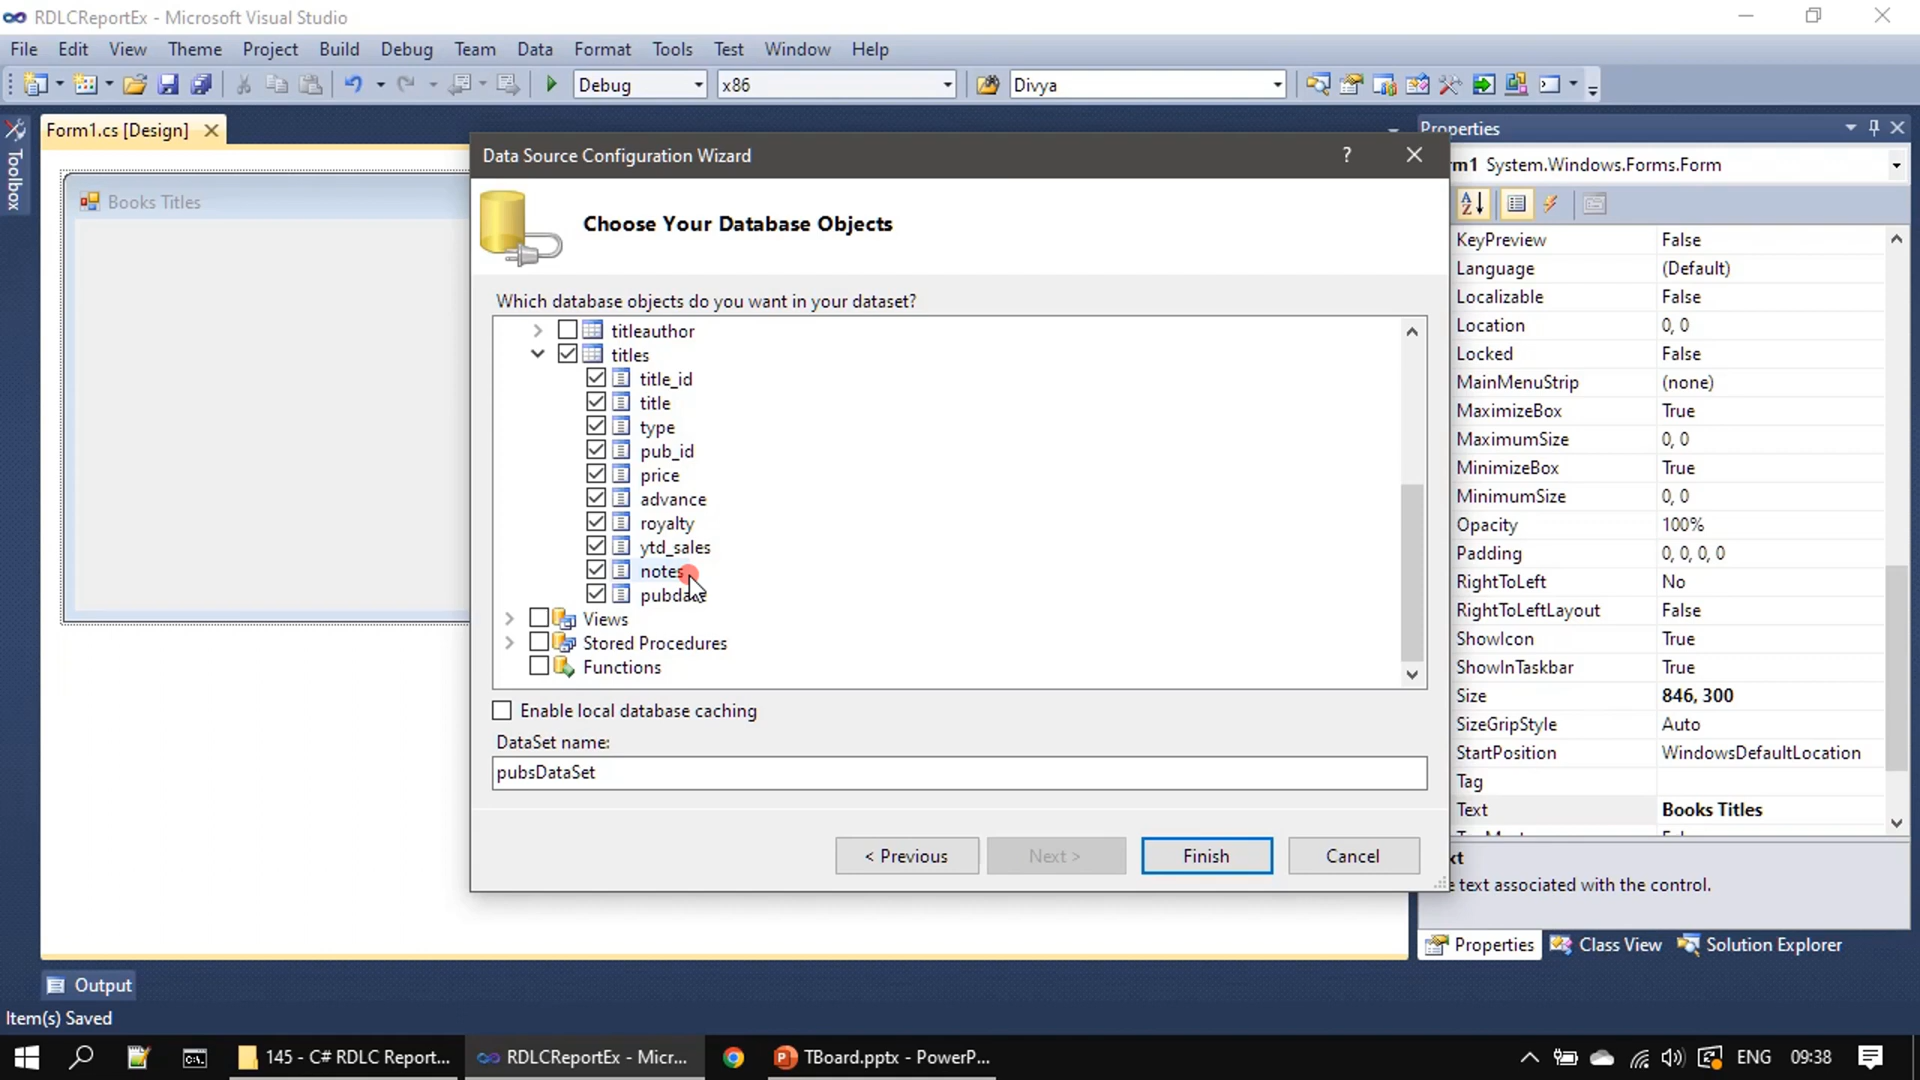 RDLCReportEx - Microsoft Visual Studio
File Edit View Theme Project Build Debug Team Data Format Tools Test Window Help
Debug x86 Divya
Toolbox
Form1.cs [Design]
Books Titles
Data Source Configuration Wizard
?
Choose Your Database Objects
Which database objects do you want in your dataset?
titleauthor
titles
title_id
title
type
pub_id
price
advance
royalty
ytd_sales
notes
Views
Stored Procedures
Functions
Enable local database caching
DataSet name:
pubsDataSet
< Previous Next > Finish Cancel
Properties
System.Windows.Forms.Form
KeyPreview False
Language (Default)
Localizable False
Location 0, 0
Locked False
MainMenuStrip (none)
MaximizeBox True
MaximumSize 0, 0
MinimizeBox True
MinimumSize 0, 0
Opacity 100%
Padding 0, 0, 0, 0
RightToLeft No
RightToLeftLayout False
ShowIcon True
ShowInTaskbar True
Size 846, 300
SizeGripStyle Auto
StartPosition WindowsDefaultLocation
Tag
Text Books Titles
text associated with the control.
Properties Class View Solution Explorer
Output
Item(s) Saved
145 - C# RDLC Report... RDLCReportEx - Micr... TBoard.pptx - PowerP... ENG 09:38